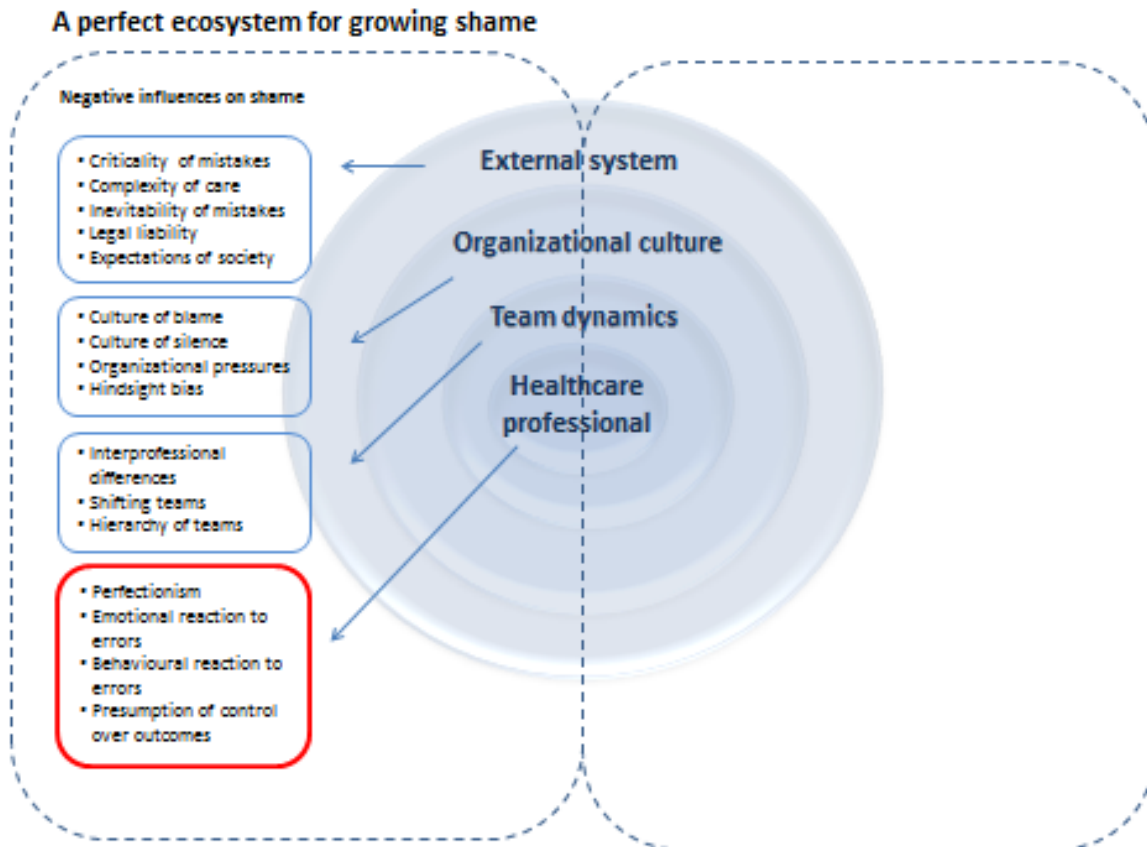 A perfect ecosystem for growing shame
Negative influences on shame
• Criticality of mistakes
• Complexity of care
• Inevitability of mistakes
• Legal liability
• Expectations of society
• Culture of blame
• Culture of silence
• Organizational pressures
• Hindsight bias
• Interprofessional
differences
• Shifting teams
• Hierarchy of teams
• Perfectionism
• Emotional reaction to
errors
• Behavioural reaction to
errors
• Presumption of control
over outcomes
External system
Organizational culture
Team dynamics
Healthcare
professional